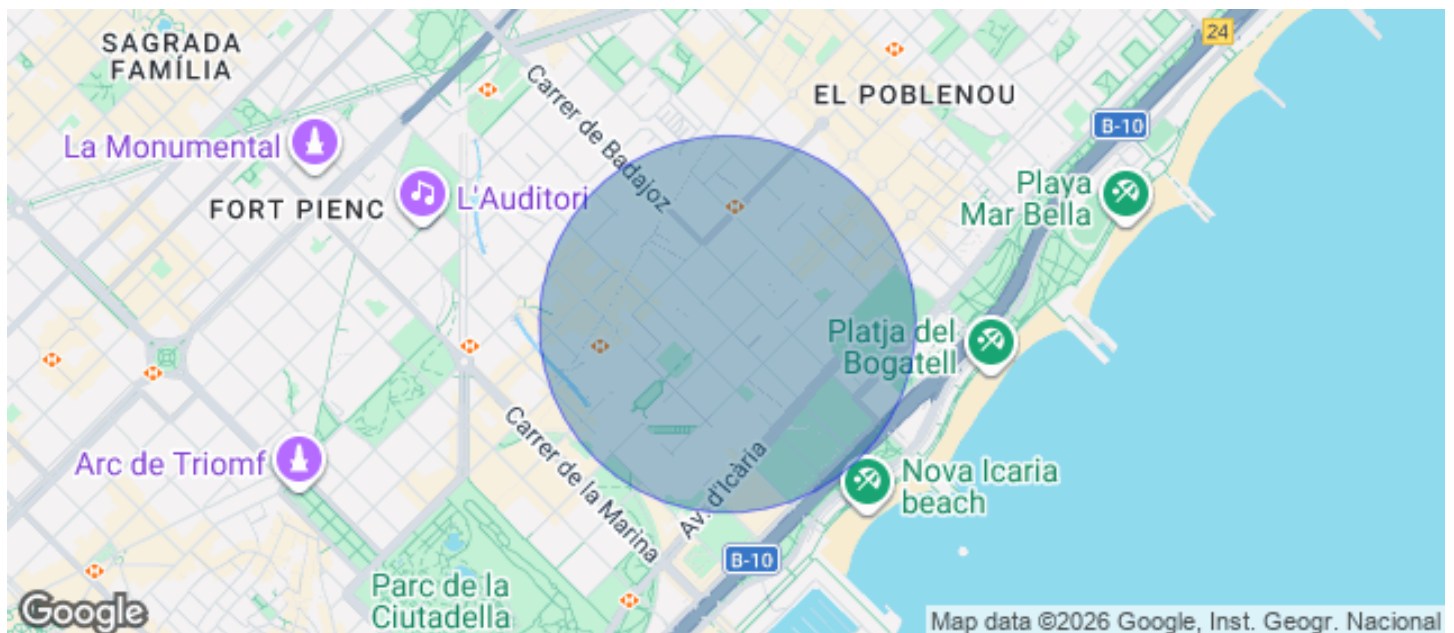 SAGRADA
FAMÍLIA
24
Carrer de Badajoz
EL POBLENOU
B-10
La Monumental
L'Auditori
FORT PIENC
Playa
Mar Bella
Platja del
Bogatell
Carrer de la Marina
Av. d'Icària
Arc de Triomf
Nova Icaria
beach
B-10
Parc de la
Ciutadella
Google
Map data ©2026 Google, Inst. Geogr. Nacional